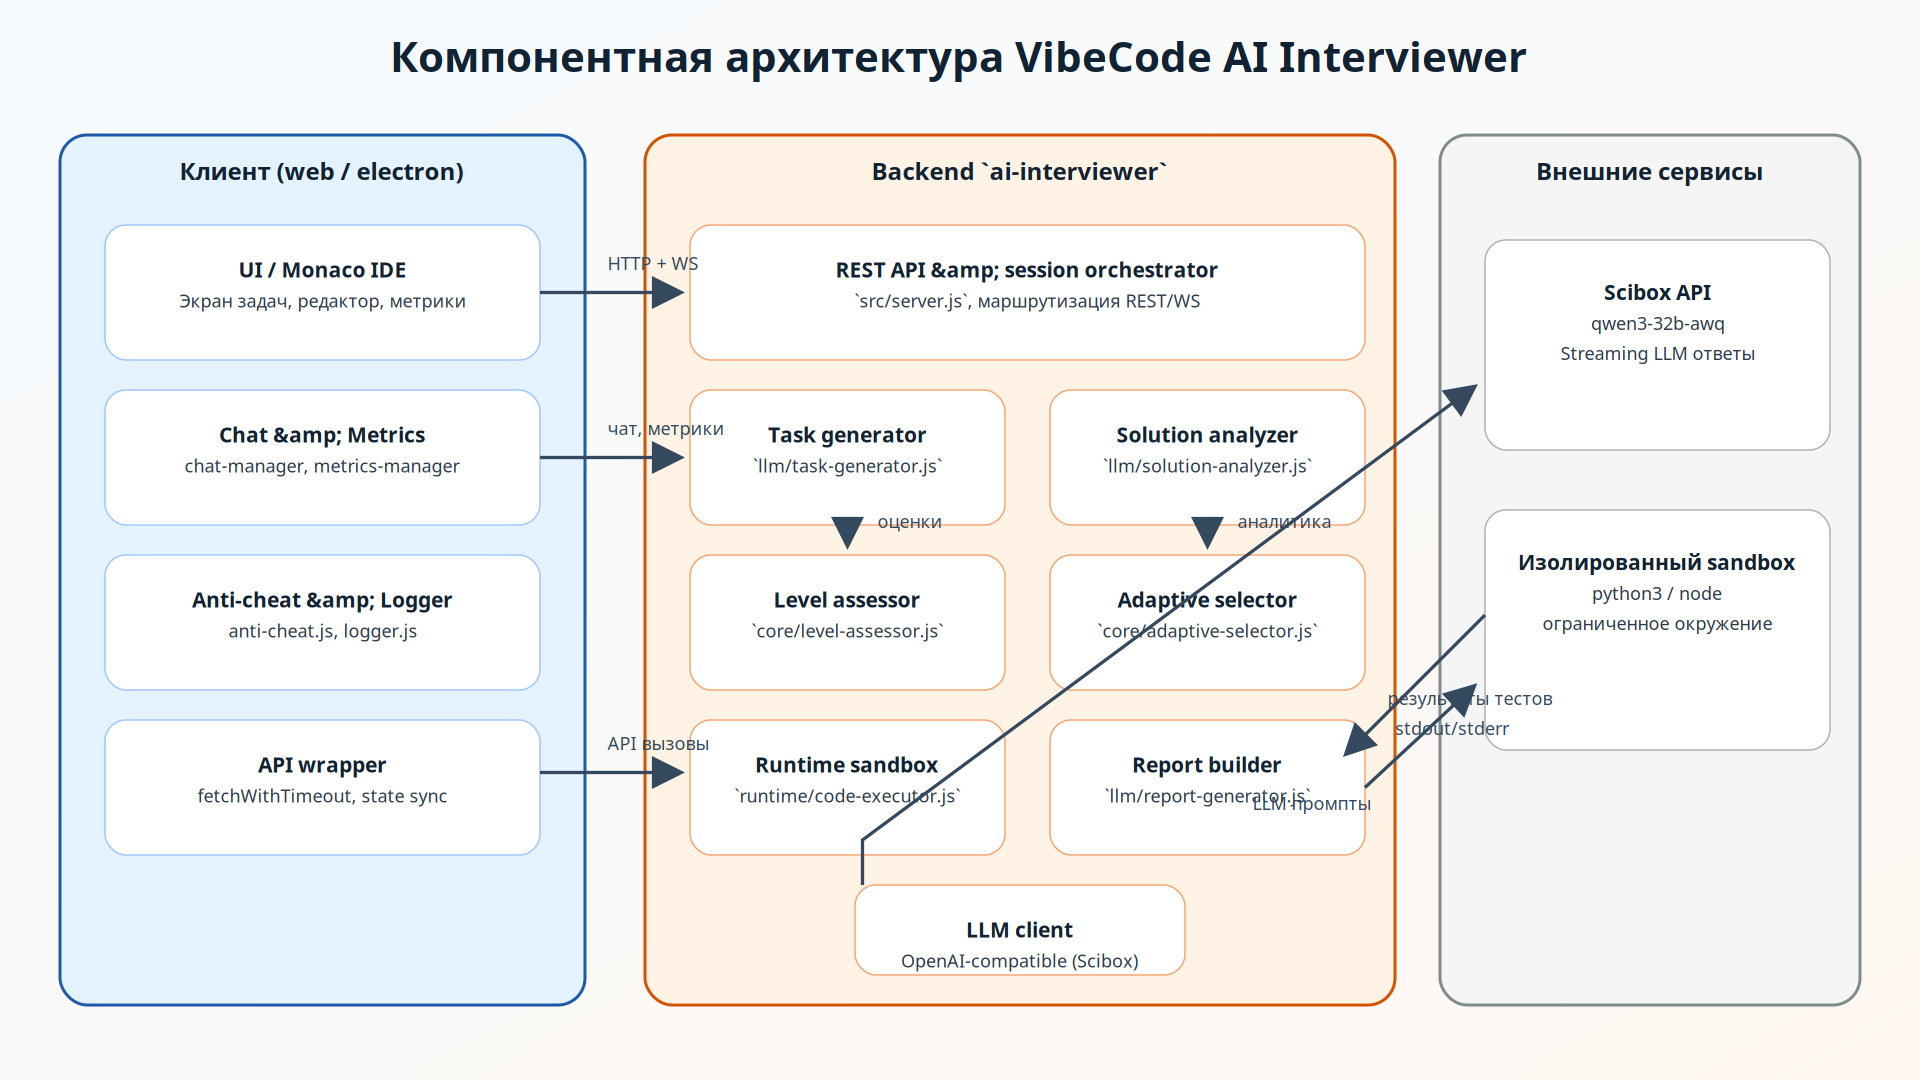 Компонентная архитектура VibeCode AI Interviewer
Клиент (web / electron)
UI / Monaco IDE
Экран задач, редактор, метрики
Chat &amp; Metrics
chat-manager, metrics-manager
Anti-cheat &amp; Logger
anti-cheat.js, logger.js
API wrapper
fetchWithTimeout, state sync
HTTP + WS
чат, метрики
API вызовы
Backend `ai-interviewer`
REST API &amp; session orchestrator
`src/server.js`, маршрутизация REST/WS
Task generator
`llm/task-generator.js`
Solution analyzer
`llm/solution-analyzer.js`
оценки
аналитика
Level assessor
`core/level-assessor.js`
Adaptive selector
`core/adaptive-selector.js`
Runtime sandbox
`runtime/code-executor.js`
Report builder
`llm/report-generator.js`
LLM промпты
LLM client
OpenAI-compatible (Scibox)
Внешние сервисы
Scibox API
qwen3-32b-awq
Streaming LLM ответы
Изолированный sandbox
python3 / node
ограниченное окружение
результаты тестов
stdout/stderr